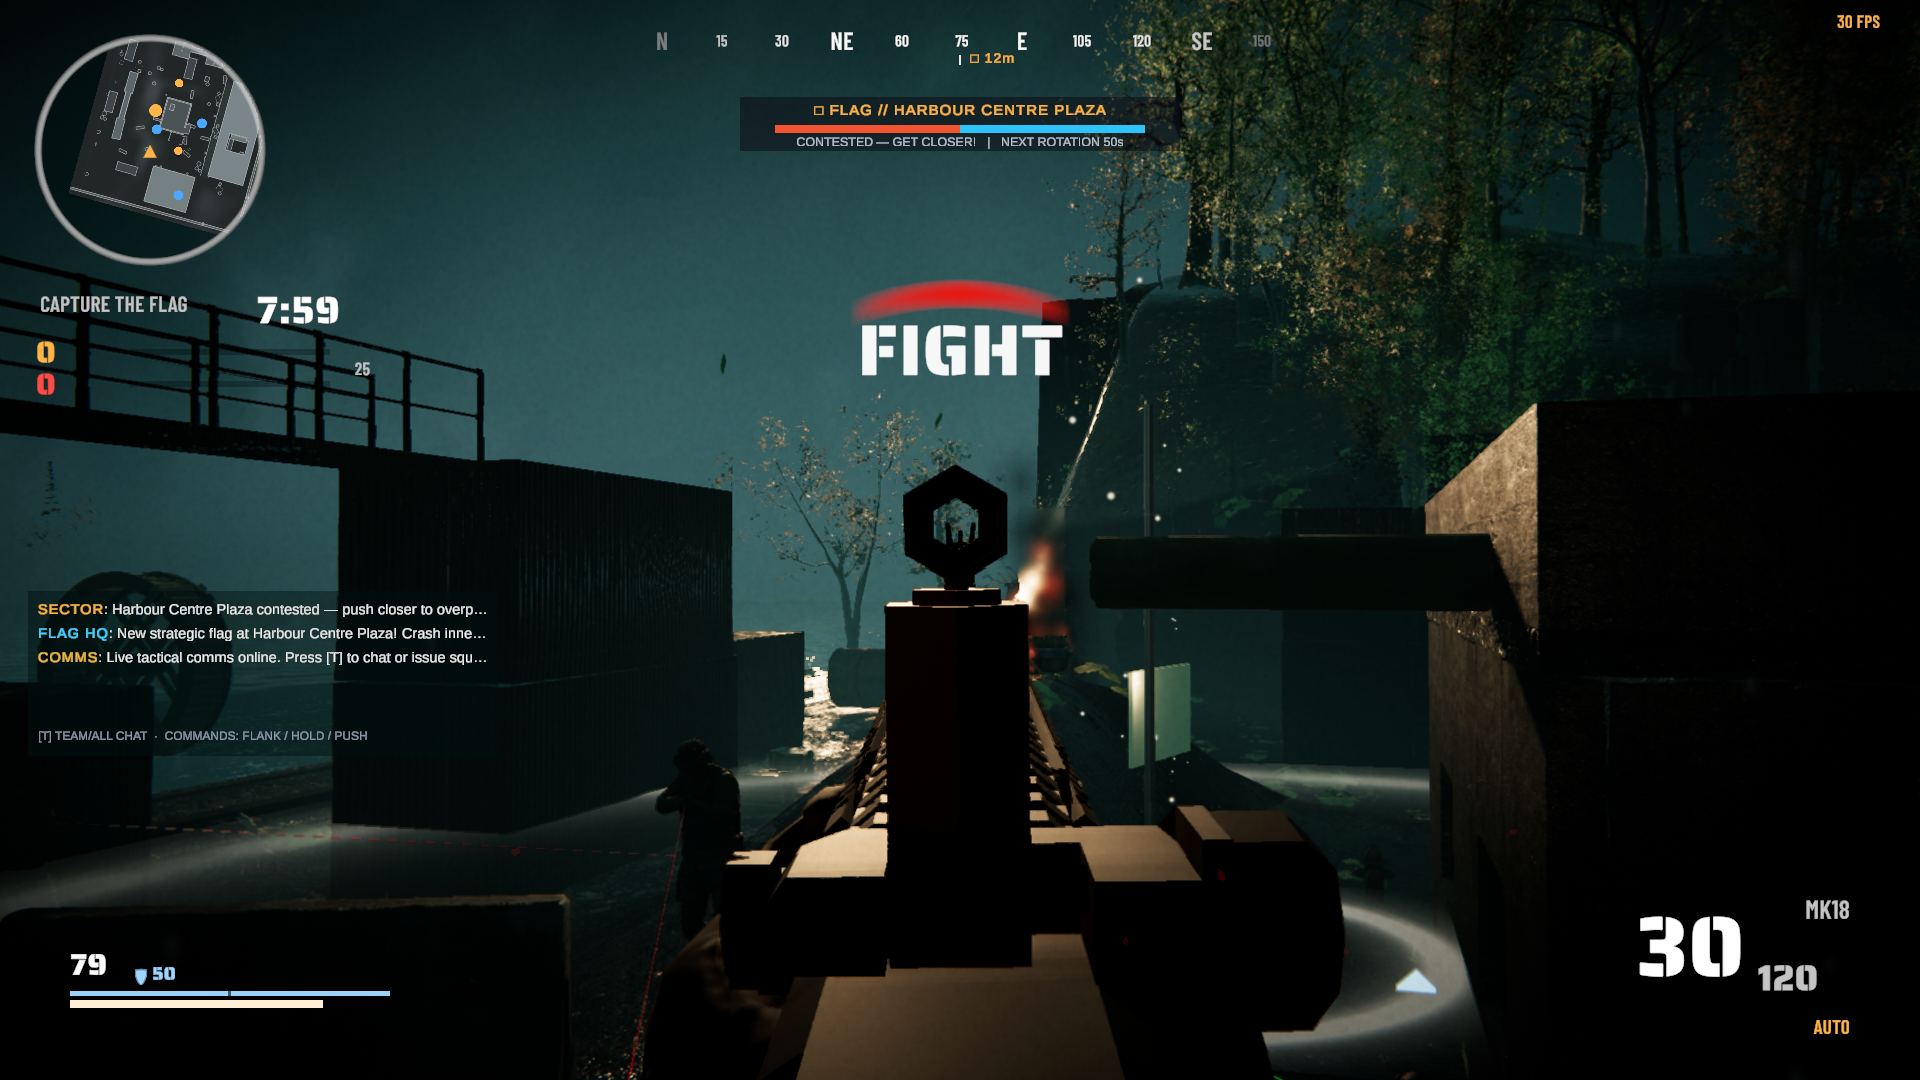 30 FPS
N 15 30 NE 60 75 E 105 120 SE 150
12m
FLAG // HARBOUR CENTRE PLAZA
CONTESTED — GET CLOSER! | NEXT ROTATION 50s
CAPTURE THE FLAG 7:59
0
25
0
FIGHT
SECTOR: Harbour Centre Plaza contested — push closer to overp...
FLAG HQ: New strategic flag at Harbour Centre Plaza! Crash inne...
COMMS: Live tactical comms online. Press [T] to chat or issue squ...
[T] TEAM/ALL CHAT · COMMANDS: FLANK / HOLD / PUSH
79 50
MK18
30 120
AUTO